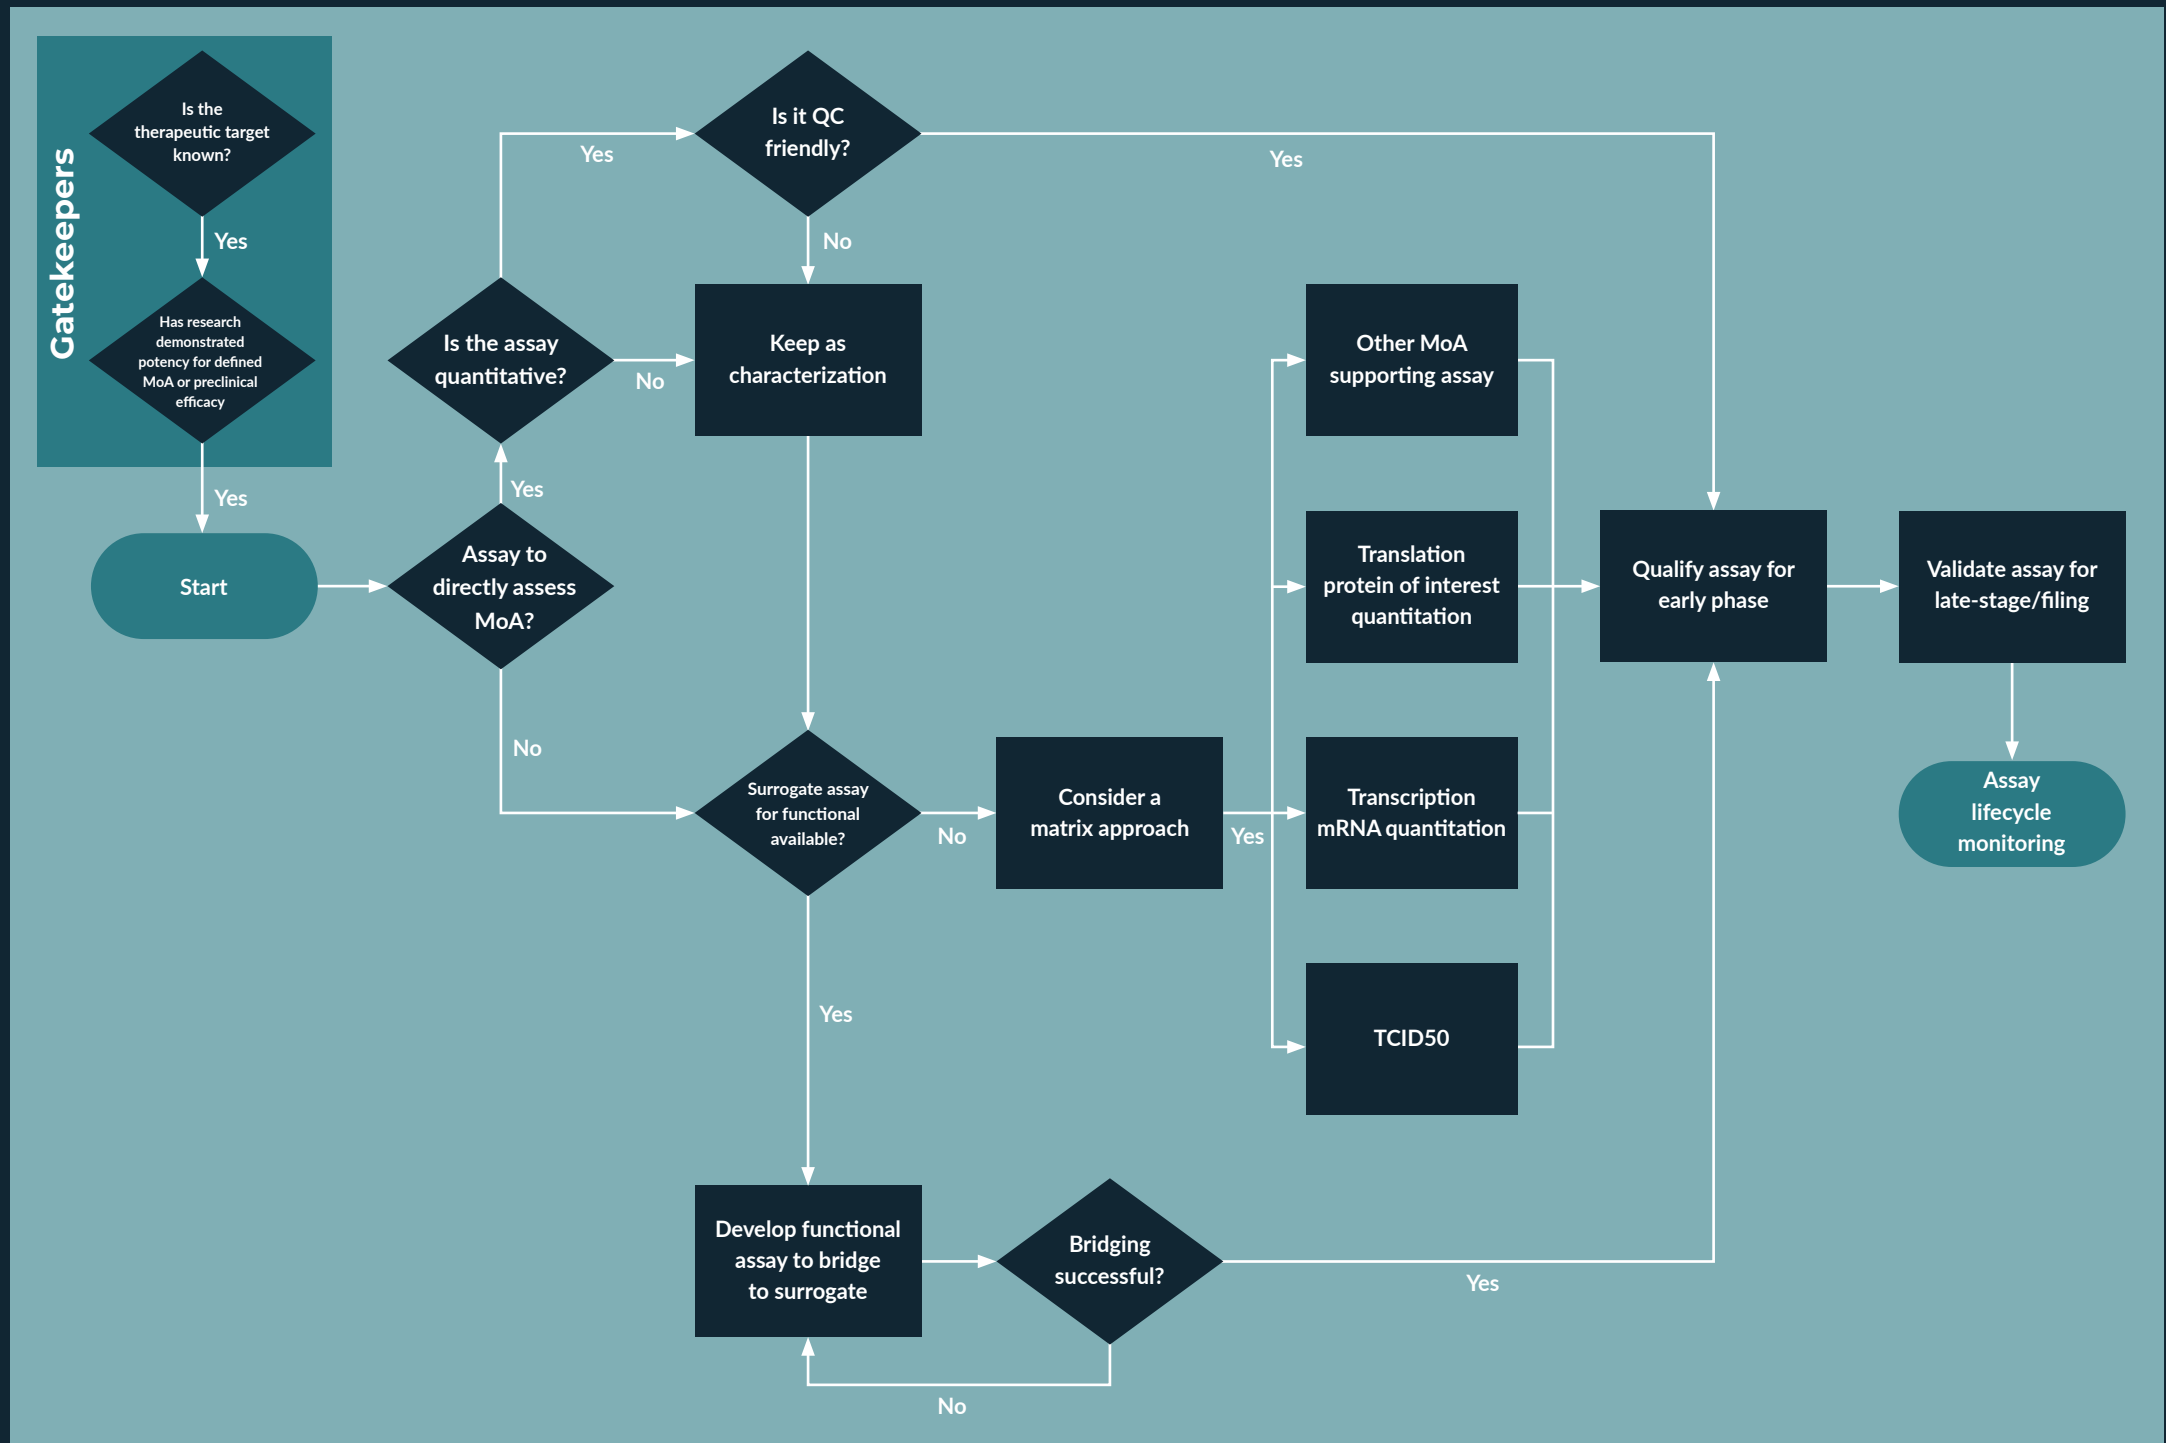 Gatekeepers
Is the
therapeutic target
known?
Yes
Has research
demonstrated
potency for defined
MoA or preclinical
efficacy
Yes
Start
Assay to
directly assess
MoA?
Yes
No
Is the assay
quantitative?
Yes
No
Is it QC
friendly?
Yes
No
Keep as
characterization
Surrogate assay
for functional
available?
No
Yes
Consider a
matrix approach
Yes
Other MoA
supporting assay
Translation
protein of interest
quantitation
Transcription
mRNA quantitation
TCID50
Develop functional
assay to bridge
to surrogate
Bridging
successful?
Yes
No
Qualify assay for
early phase
Validate assay for
late-stage/filing
Assay
lifecycle
monitoring